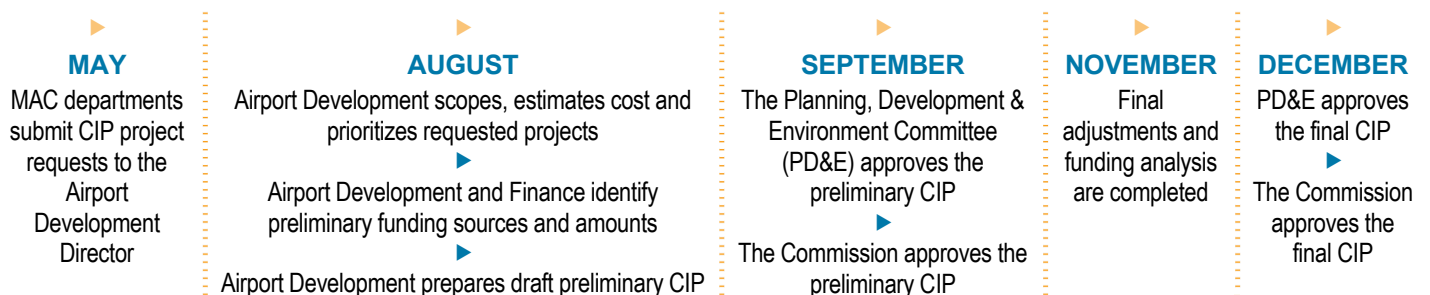 MAY
MAC departments
submit CIP project
requests to the
Airport
Development
Director
AUGUST
Airport Development scopes, estimates cost and
prioritizes requested projects
Airport Development and Finance identify
preliminary funding sources and amounts
Airport Development prepares draft preliminary CIP
SEPTEMBER
The Planning, Development &
Environment Committee
(PD&E) approves the
preliminary CIP
The Commission approves the
preliminary CIP
NOVEMBER
Final
adjustments and
funding analysis
are completed
DECEMBER
PD&E approves
the final CIP
The Commission
approves the
final CIP